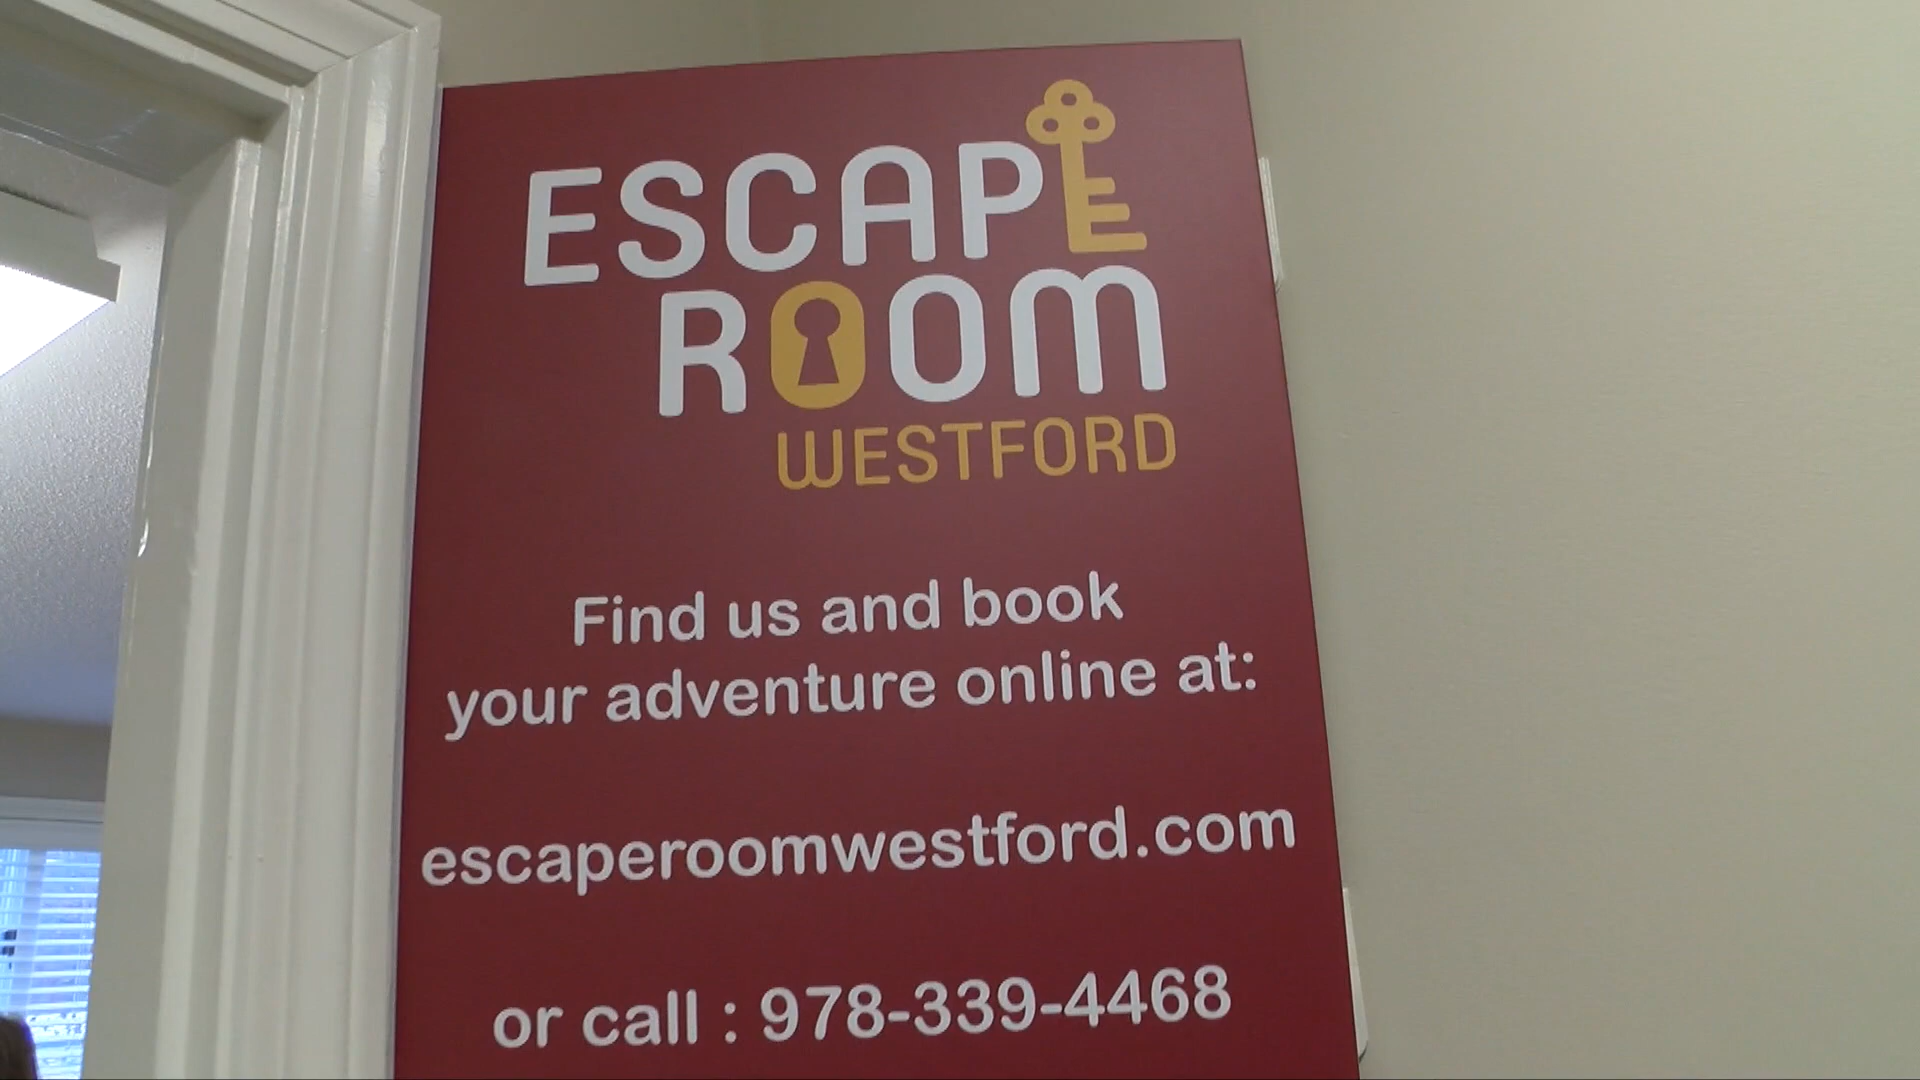 ESCAPE
ROOM
WESTFORD
Find us and book
your adventure online at:
escaperoomwestford.com
or call : 978-339-4468